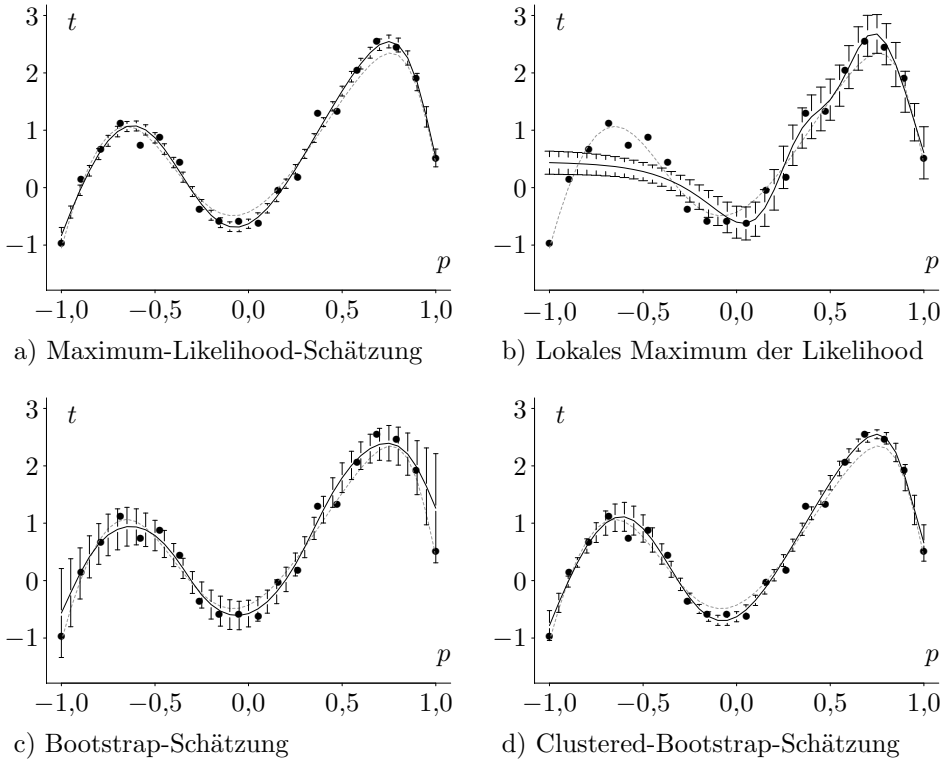 3
t
2
1
0
−1
p
−1,0 −0,5 0,0 0,5 1,0
a) Maximum-Likelihood-Schätzung
3
t
2
1
0
−1
p
−1,0 −0,5 0,0 0,5 1,0
b) Lokales Maximum der Likelihood
3
t
2
1
0
−1
p
−1,0 −0,5 0,0 0,5 1,0
c) Bootstrap-Schätzung
3
t
2
1
0
−1
p
−1,0 −0,5 0,0 0,5 1,0
d) Clustered-Bootstrap-Schätzung